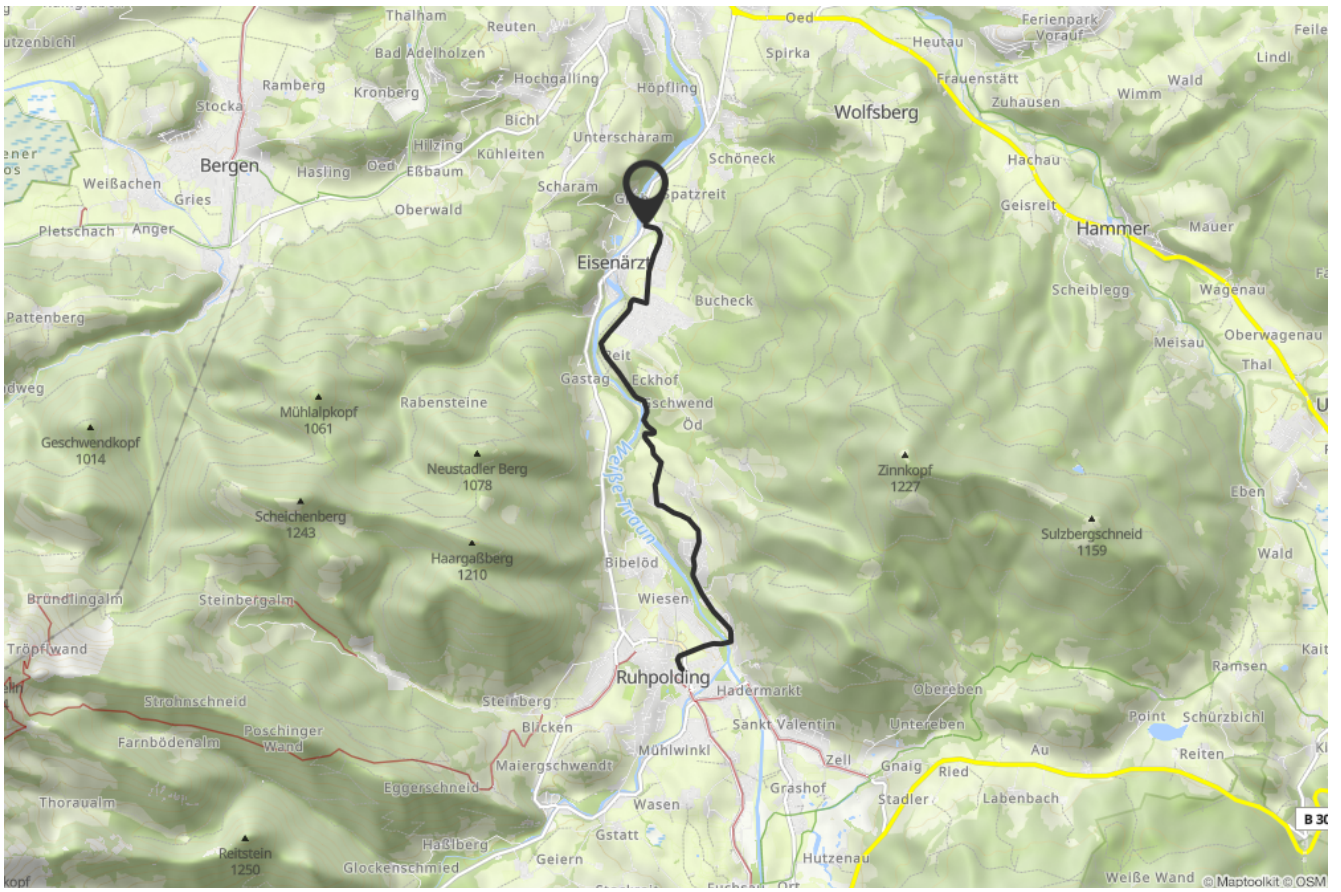 Thalham
Reuten
Oed
Ferienpark
Vorauf
Heutau
Bad Adelholzen
Spirka
Lindl
Hochgalling
Höpfling
Frauenstätt
Wald
Ramberg
Kronberg
Wimm
Stocka
Zuhausen
Bichl
Wolfsberg
Unterscharam
Hilzing
Kühleiten
Schöneck
Hachau
Bergen
Hasling
Oed
Eßbaum
Weißachen
Scharam
Spatzreit
Gries
Gelsreit
Oberwald
Pletschach
Anger
Hammer
Mauer
Eisenärzt
Scheiblegg
Wagenau
Bucheck
Pattenberg
Oberwagenau
Meisau
Reit
Thal
Gastag
Eckhof
Rabensteine
Gschwend
Mühlalpkopf
1061
Öd
Geschwendkopf
1014
Neustadler Berg
1078
Weiße Traun
Zinnkopf
1227
Eben
Scheichenberg
1243
Sulzbergschneid
1159
Haargaßberg
1210
Bibelöd
Wald
Bründlingalm
Steinbergalm
Wiesen
Tröpflwand
Ruhpolding
Ramsen
Hadermarkt
Obereben
Strohnschneid
Steinberg
Sankt Valentin
Untereben
Point
Schürzbichl
Blicken
Farnbödenalm
Poschinger
Wand
Mühlwinkl
Au
Reiten
Zell
Maiergschwendt
Gnaig
Ried
Eggerschneid
Grashof
Stadler
Labenbach
Thoraualm
Wasen
B 30
Gstatt
Haßlberg
Reitstein
1250
Geiern
Hutzenau
Glockenschmied
Weiße Wand
© Maptoolkit © OSM